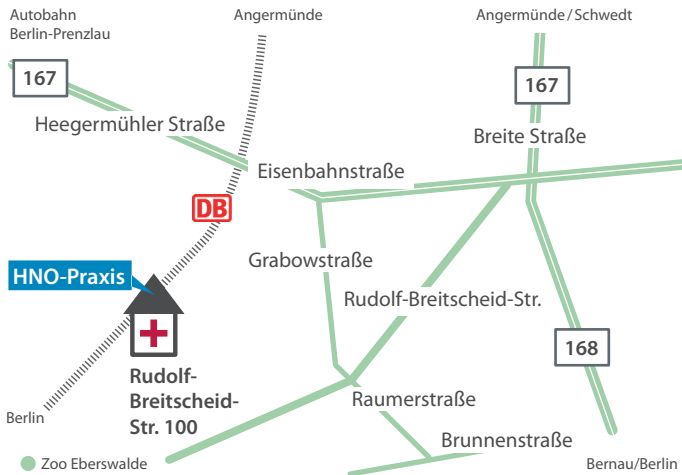 Autobahn
Berlin-Prenzlau
Angermünde
Angermünde/Schwedt
167
167
Heegermühler Straße
Breite Straße
Eisenbahnstraße
DB
Grabowstraße
HNO-Praxis
Rudolf-Breitscheid-Str.
168
Rudolf-
Breitscheid-
Str. 100
Raumerstraße
Berlin
Brunnenstraße
Zoo Eberswalde
Bernau/Berlin